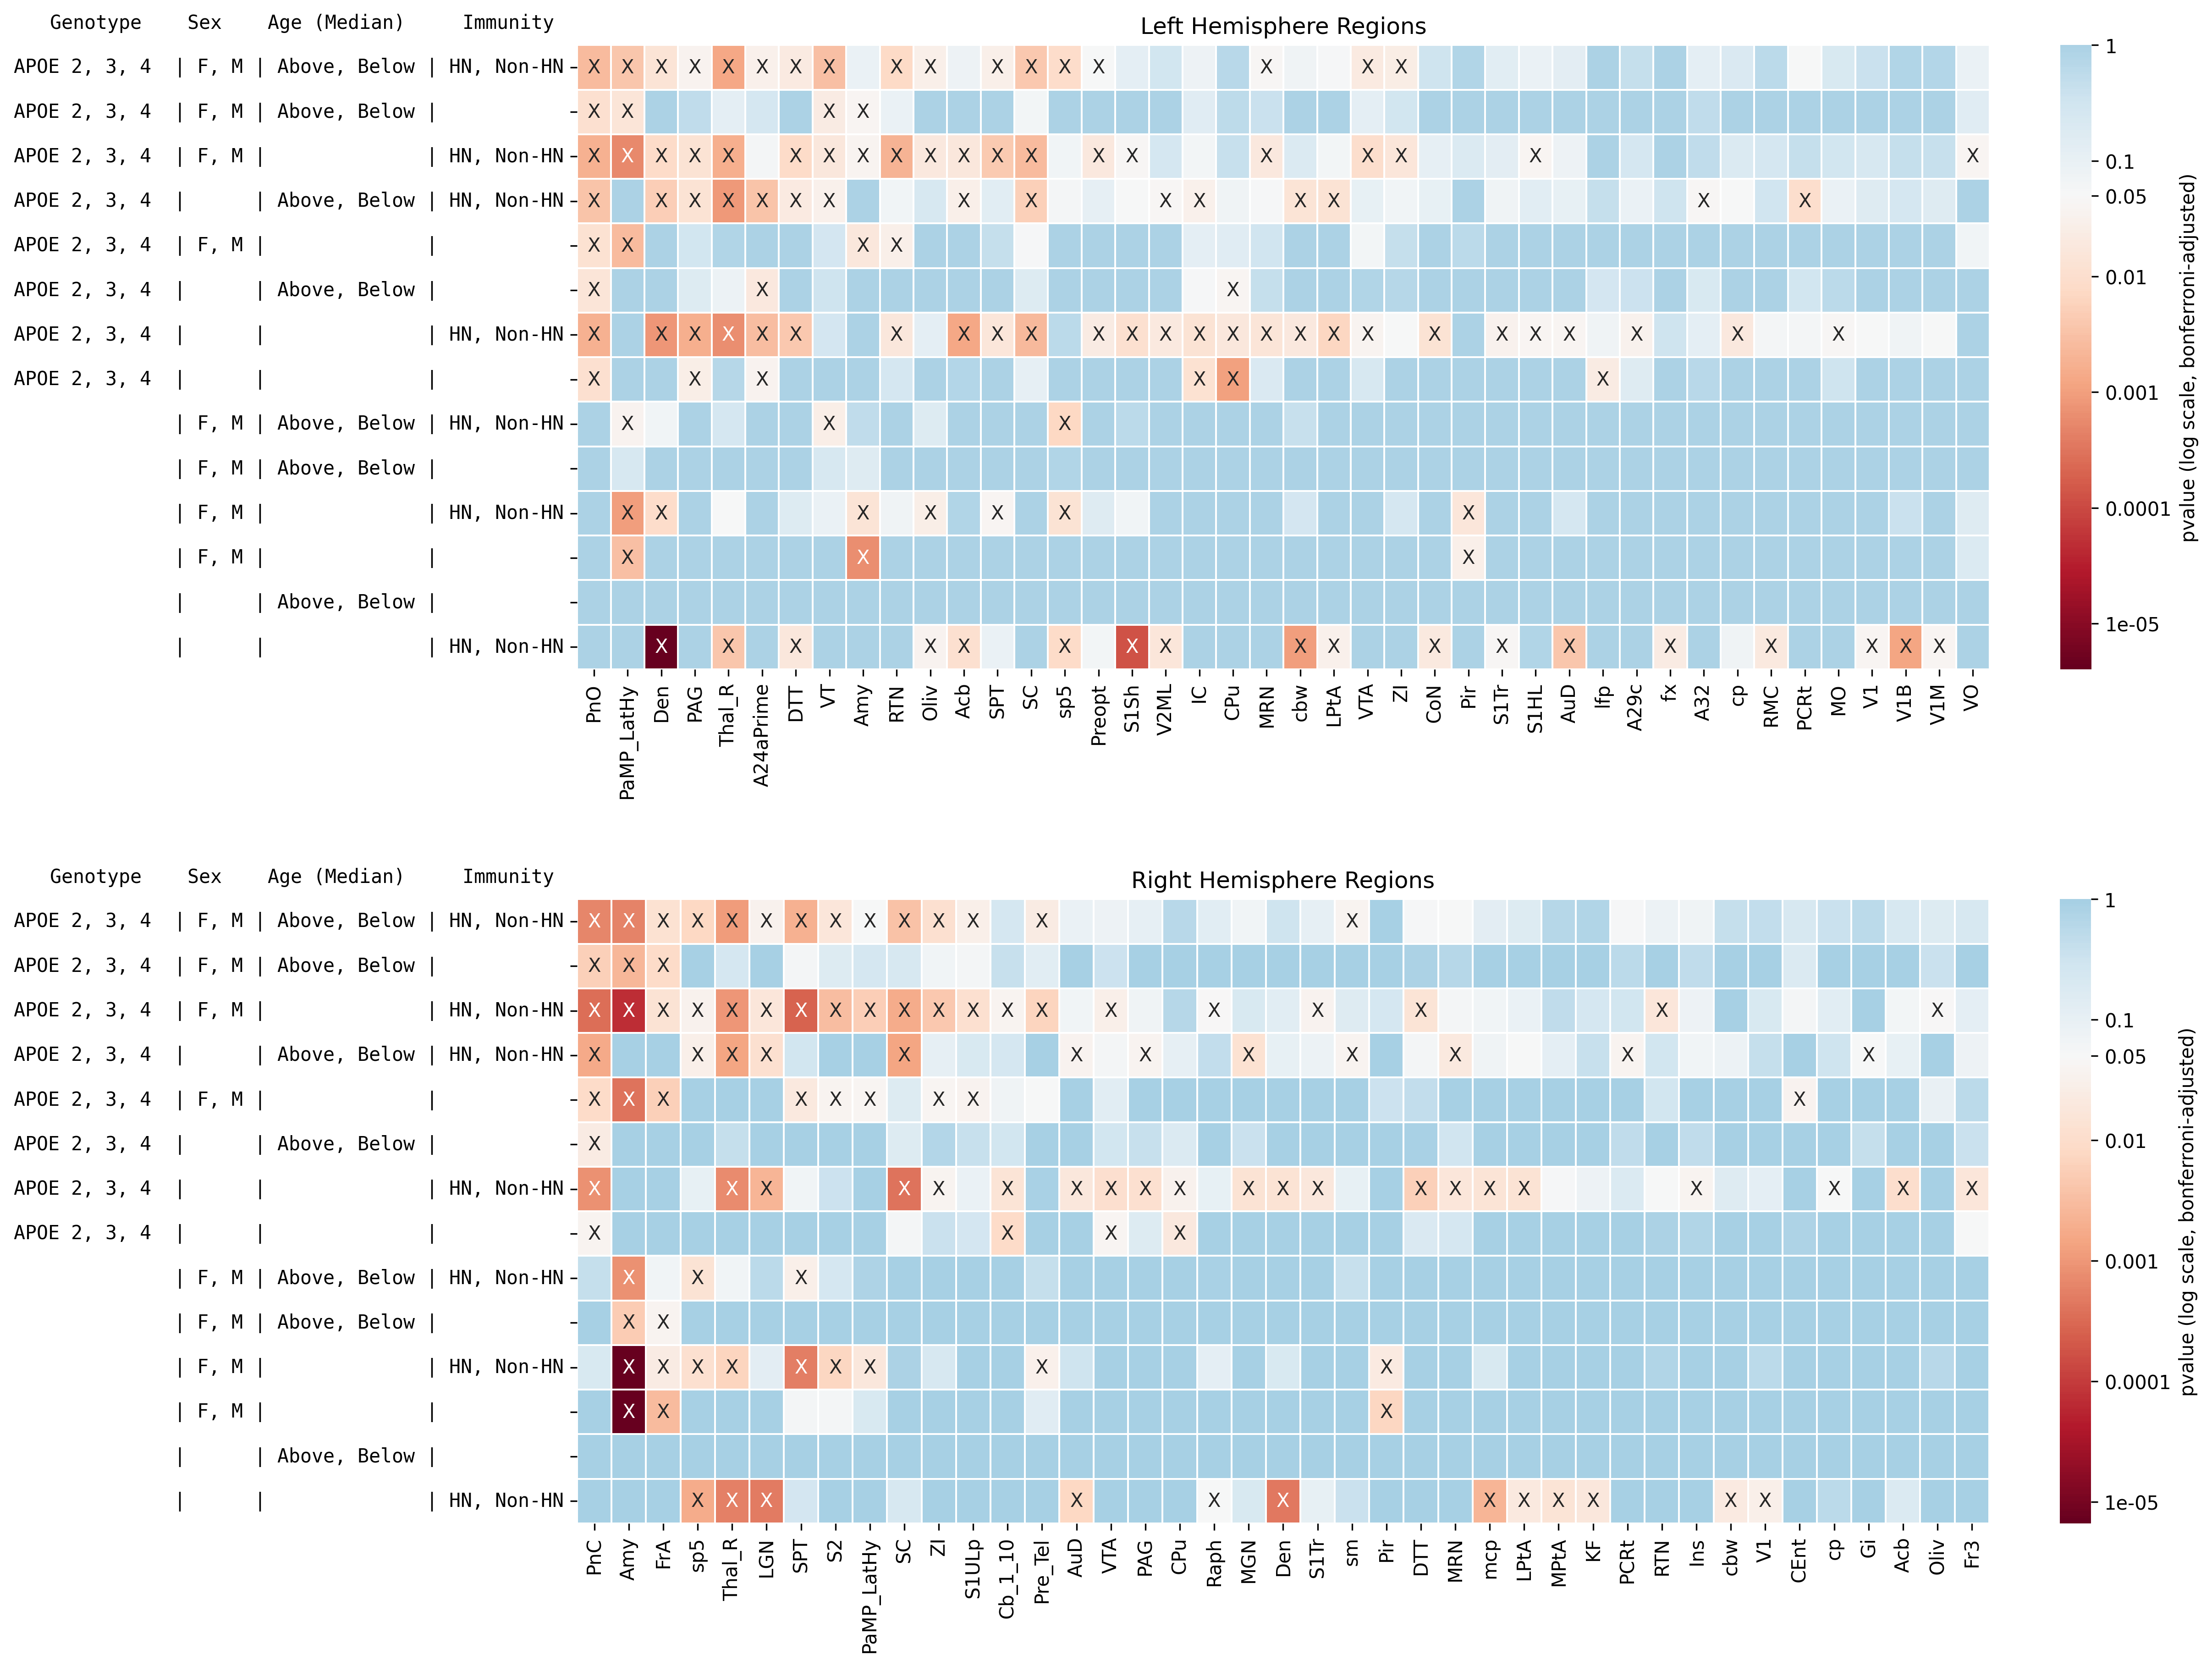 Genotype Sex Age (Median) Immunity Left Hemisphere Regions
APOE 2, 3, 4 | F, M | Above, Below | HN, Non-HN X X X X X X X X X X X X X X X X X X
APOE 2, 3, 4 | F, M | Above, Below | X X X X
APOE 2, 3, 4 | F, M | | HN, Non-HN X X X X X X X X X X X X X X X X X X X X X
APOE 2, 3, 4 | | Above, Below | HN, Non-HN X X X X X X X X X X X X X X
APOE 2, 3, 4 | F, M | | X X X X
APOE 2, 3, 4 | | Above, Below | X X X
APOE 2, 3, 4 | | | HN, Non-HN X X X X X X X X X X X X X X X X X X X X X X X X X X
APOE 2, 3, 4 | | | X X X X X X
| F, M | Above, Below | HN, Non-HN X X X
| F, M | Above, Below |
| F, M | | HN, Non-HN X X X X X X X
| F, M | | X X X
| | Above, Below |
| | | HN, Non-HN X X X X X X X X X X X X X X X X X X
PnO PaMP_LatHy Den PAG Thal_R A24aPrime DTT VT Amy RTN Oliv Acb SPT SC sp5 Preopt S1Sh V2ML IC CPu MRN cbw LPtA VTA ZI CoN Pir S1Tr S1HL AuD lfp A29c fx A32 cp RMC PCRt MO V1 V1B V1M VO
1
0.1
0.05
0.01
0.001
0.0001
1e-05
pvalue (log scale, bonferroni-adjusted)
Genotype Sex Age (Median) Immunity Right Hemisphere Regions
APOE 2, 3, 4 | F, M | Above, Below | HN, Non-HN X X X X X X X X X X X X X X
APOE 2, 3, 4 | F, M | Above, Below | X X X
APOE 2, 3, 4 | F, M | | HN, Non-HN X X X X X X X X X X X X X X X X X X X X
APOE 2, 3, 4 | | Above, Below | HN, Non-HN X X X X X X X X X X X X
APOE 2, 3, 4 | F, M | | X X X X X X X X X
APOE 2, 3, 4 | | Above, Below | X
APOE 2, 3, 4 | | | HN, Non-HN X X X X X X X X X X X X X X X X X X X X X
APOE 2, 3, 4 | | | X X X X
| F, M | Above, Below | HN, Non-HN X X X
| F, M | Above, Below | X X
| F, M | | HN, Non-HN X X X X X X X X X
| F, M | | X X X
| | Above, Below |
| | | HN, Non-HN X X X X X X X X X X X X
PnC Amy FrA sp5 Thal_R LGN SPT S2 PaMP_LatHy SC ZI S1ULp Cb_1_10 Pre_Tel AuD VTA PAG CPu Raph MGN Den S1Tr sm Pir DTT MRN mcp LPtA MPtA KF PCRt RTN Ins cbw V1 CEnt cp Gi Acb Oliv Fr3
1
0.1
0.05
0.01
0.001
0.0001
1e-05
pvalue (log scale, bonferroni-adjusted)